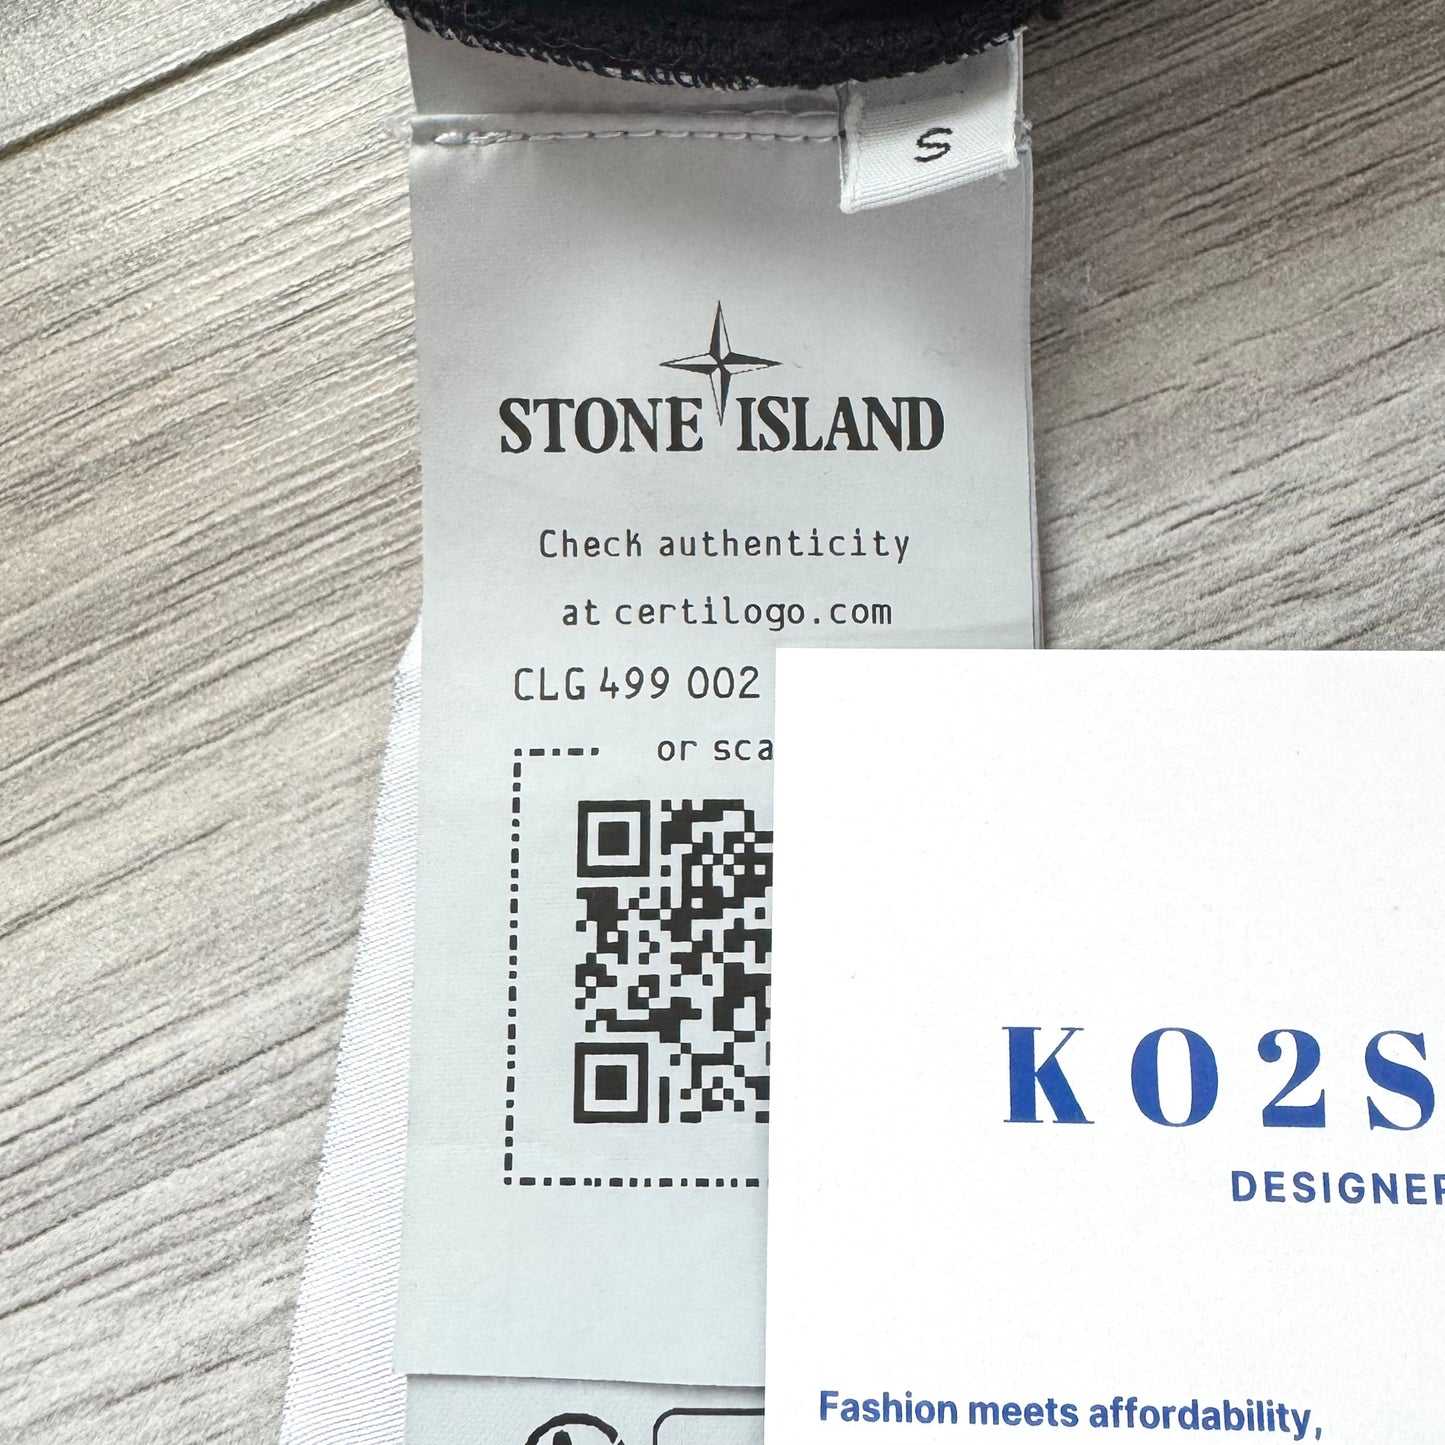 S
STONE ISLAND
Check authenticity
at certilogo.com
CLG 499 002
or sca
KO2S
DESIGNER
Fashion meets affordability,